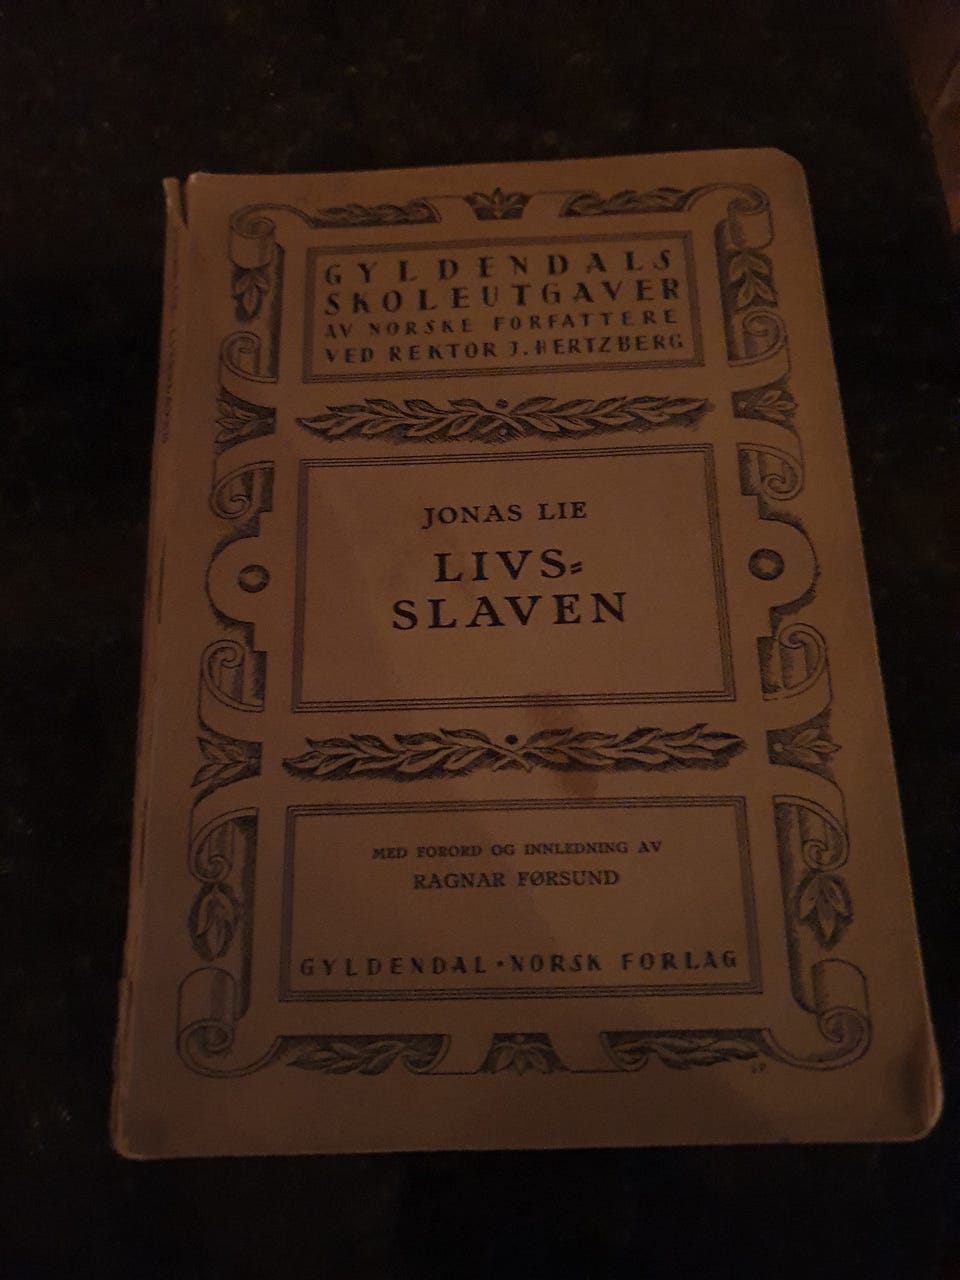 GYLDENDALS
SKOLEUTGAVER
AV NORSKE FORFATTERE
VED REKTOR J. HERTZBERG
JONAS LIE
LIVS=
SLAVEN
MED FORORD OG INNLEDNING AV
RAGNAR FØRSUND
GYLDENDAL · NORSK FORLAG